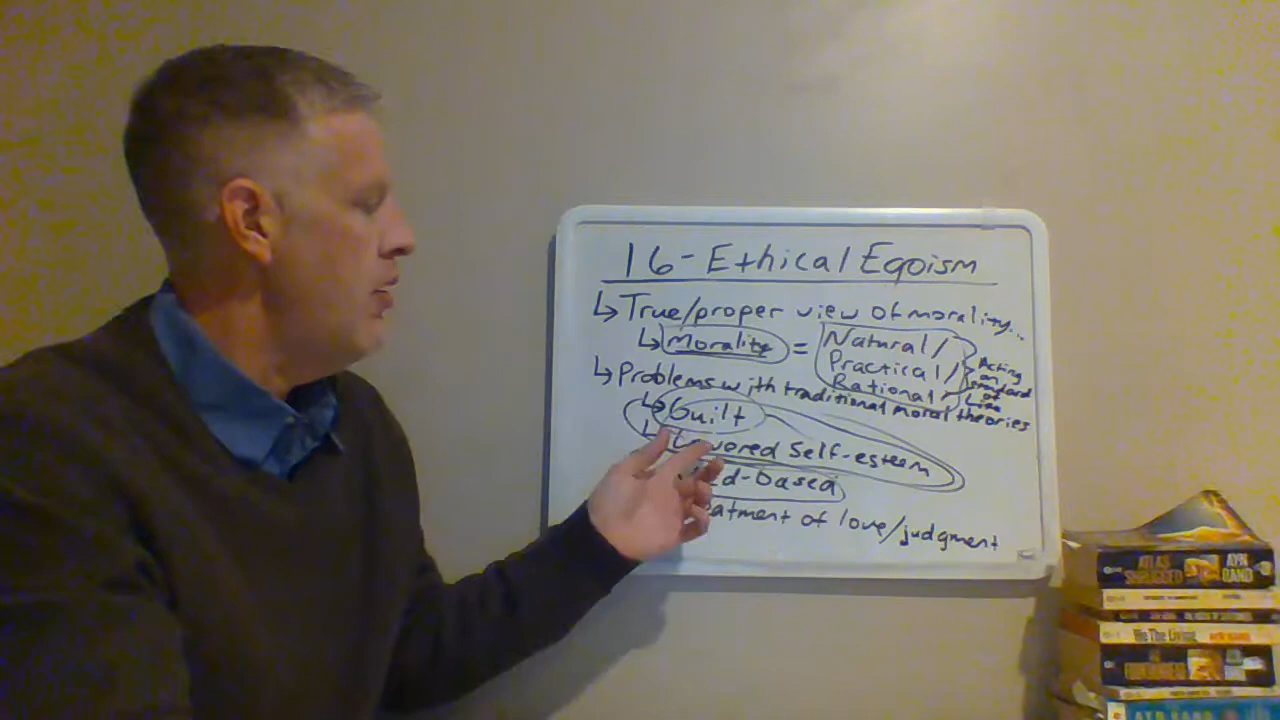 16 - Ethical Egoism
↳ True/proper view of morality...
↳ Morality = Natural/
Practical/
Rational
Acting on standard of
↳ Problems with traditional moral theories
↳ Guilt
↳ Lowered Self-esteem
d-based
eatment of love/judgment
ATLAS SHRUGGED AYN RAND
We The Living
AYN RAND